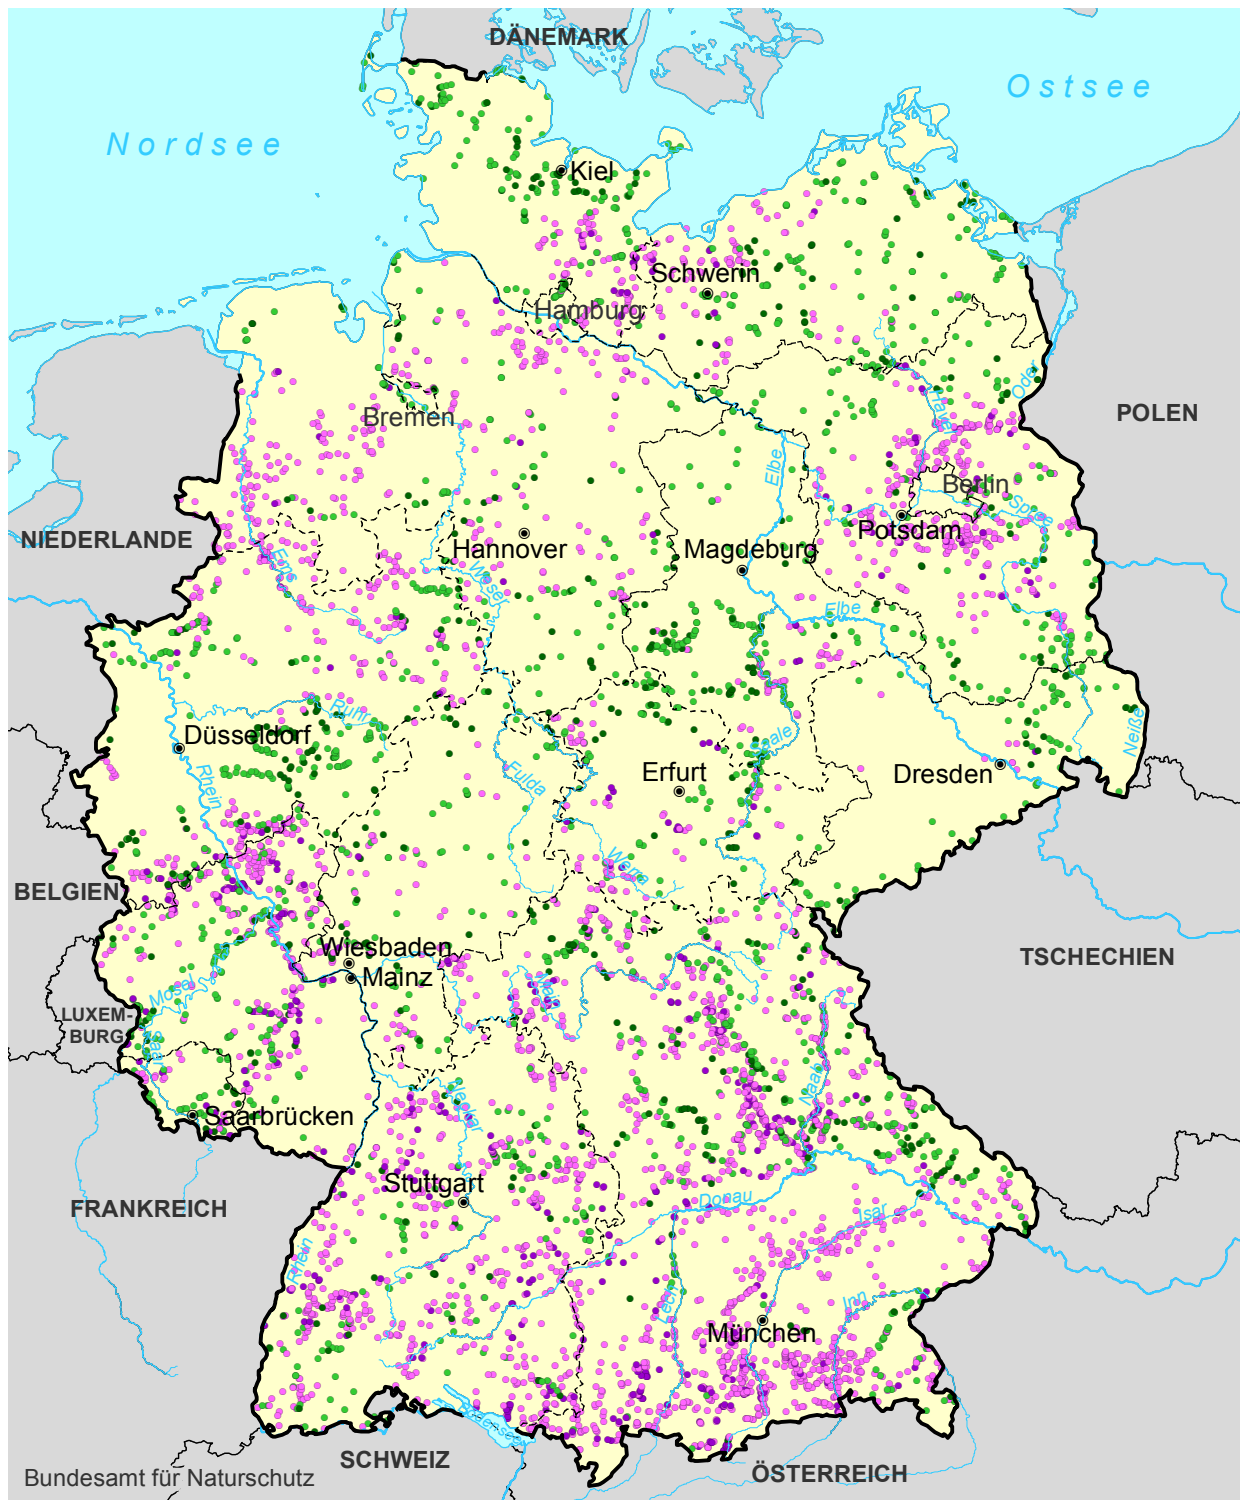 DÄNEMARK
Ostsee
Nordsee
Kiel
Schwerin
Hamburg
Oder
Havel
POLEN
Bremen
Elbe
Berlin
Spree
Potsdam
NIEDERLANDE
Hannover
Magdeburg
Ems
Weser
Elbe
Ruhr
Neiße
Düsseldorf
Saale
Rhein
Fulda
Erfurt
Dresden
Werra
BELGIEN
Wiesbaden
Mainz
TSCHECHIEN
Mosel
Main
LUXEM-
BURG
Saar
Naab
Neckar
Saarbrücken
Stuttgart
Donau
FRANKREICH
Isar
Rhein
Lech
Inn
München
Bodensee
SCHWEIZ
ÖSTERREICH
Bundesamt für Naturschutz